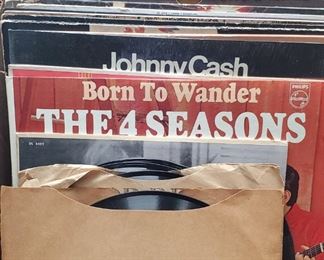 Johnny Cash
PHILIPS
Born To Wander
THE 4 SEASONS